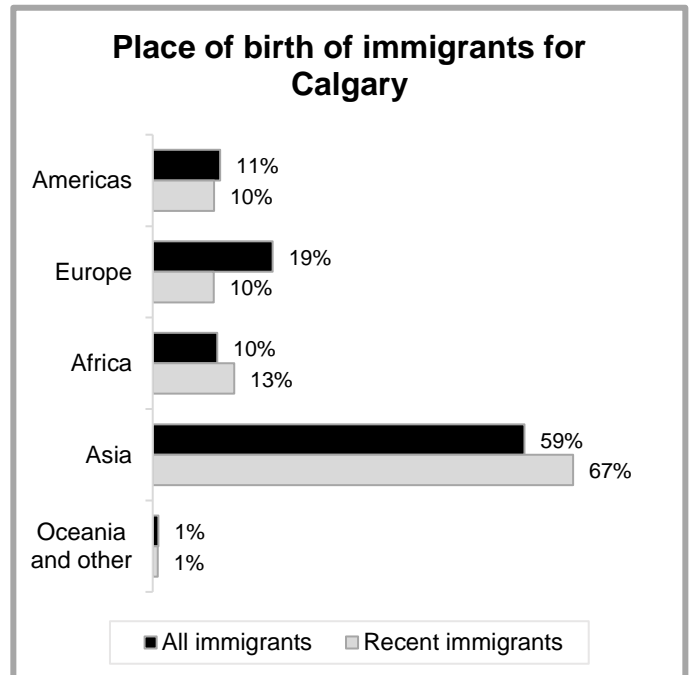 Place of birth of immigrants for
Calgary
Americas
11%
10%
Europe
19%
10%
Africa
10%
13%
Asia
59%
67%
Oceania
and other
1%
1%
All immigrants
Recent immigrants